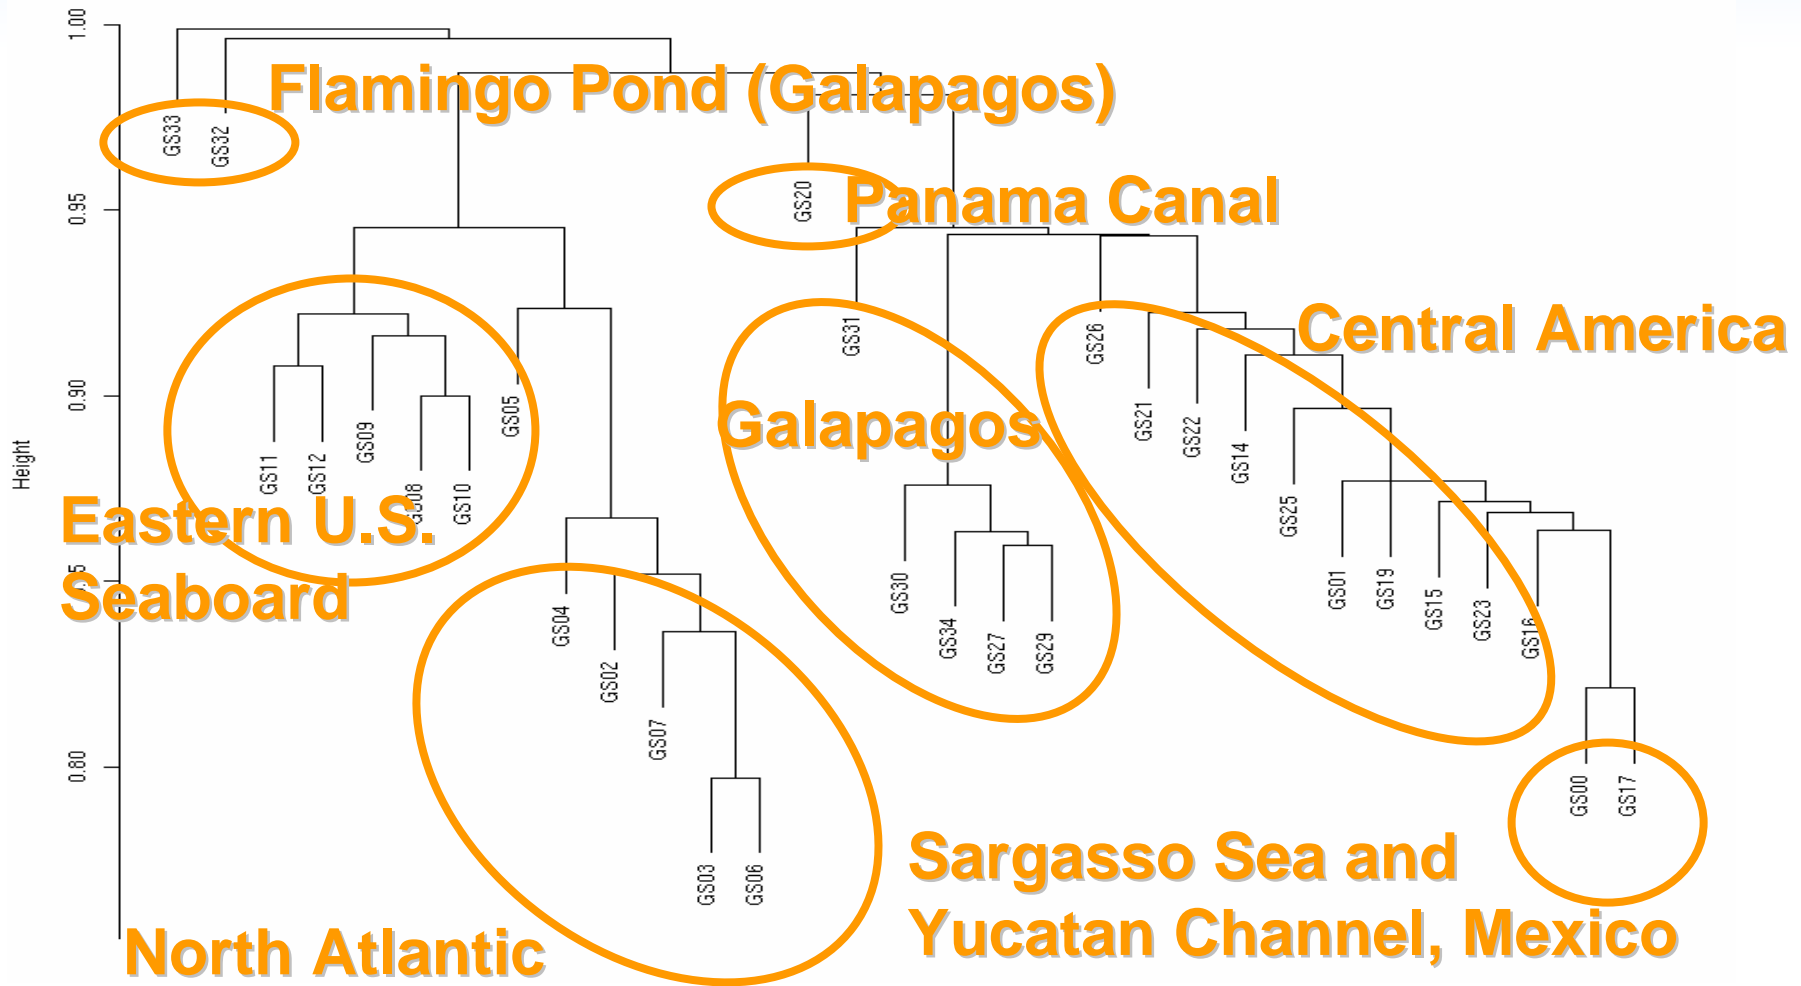 1.00
Flamingo Pond (Galapagos)
GS33
GS32
GS20
Panama Canal
0.95
GS31
GS26
Central America
0.90
GS05
GS21
GS22
Galapagos
GS09
GS14
Height
GS11
GS12
GS08
GS10
GS25
Eastern U.S.
Seaboard
GS30
GS01
GS19
GS04
GS15
GS23
GS34
GS16
GS27
GS29
GS02
GS07
0.80
GS00
GS17
GS03
GS06
Sargasso Sea and
Yucatan Channel, Mexico
North Atlantic